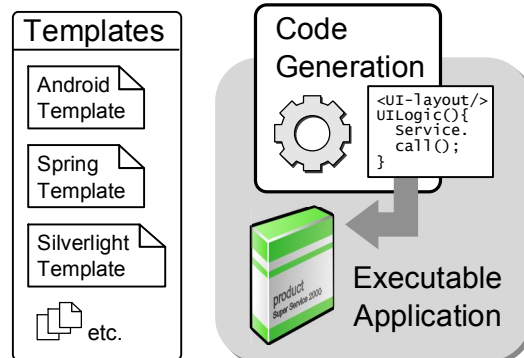 Templates
Android
Template
Spring
Template
Silverlight
Template
etc.
Code
Generation
<UI-layout/>
UILogic(){
Service.
call();
}
product
Super Service 2000
Executable
Application